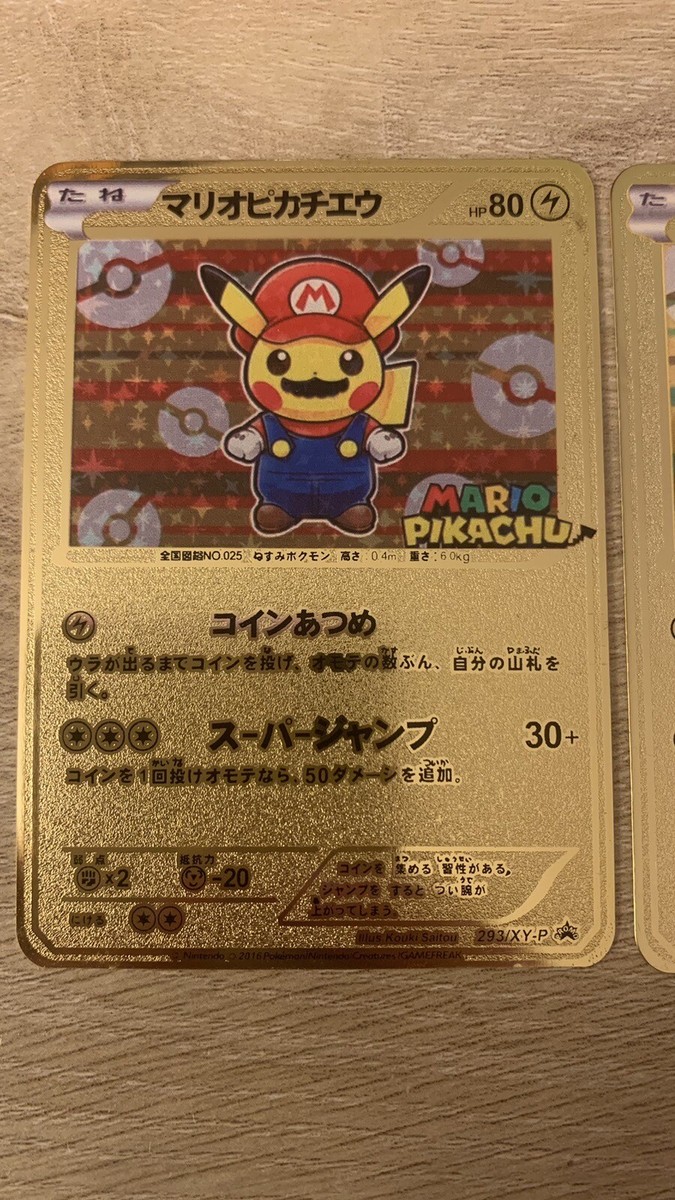 たね マリオピカチエウ HP80
た
M
MARIO
PIKACHU
全国図鑑NO.025 ねずみポケモン 高さ:0.4m 重さ:6.0kg
コインあつめ
ウラが出るまでコインを投げ、オモテの数ぶん、自分の山札を
引く。
スーパージャンプ 30+
コインを1回投げオモテなら、50ダメージを追加。
弱点 抵抗力
×2 -20
にげる
コインを集める習性がある。
ジャンプをするとつい腕が
上がってしまう。
Illus Kouki Saitou 293/XY-P PROMO
Nintendo ©2016 Pokémon/Nintendo/Creatures/GAMEFREAK